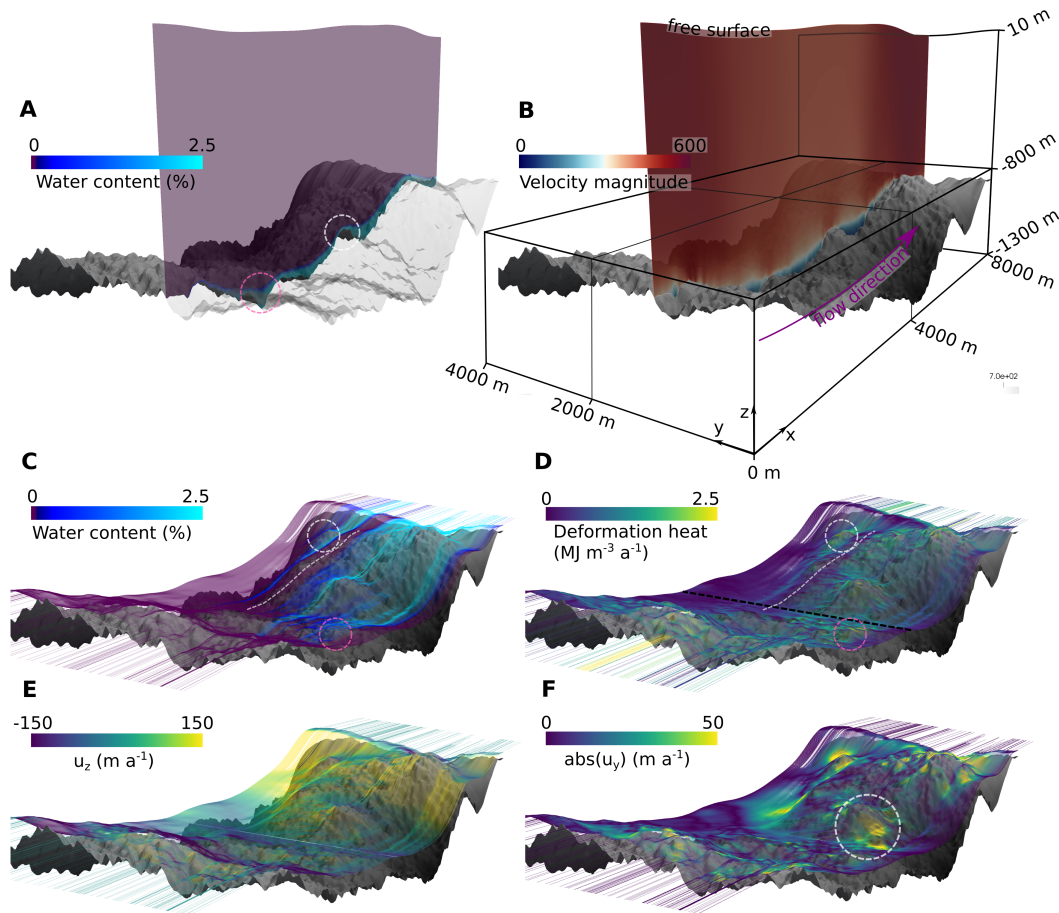 A
0 2.5
Water content (%)
B
free surface
0 600
Velocity magnitude
10 m
-800 m
-1300 m
8000 m
flow direction
4000 m
4000 m
2000 m
7.0e+02
z
y
x
0 m
C
0 2.5
Water content (%)
D
0 2.5
Deformation heat
(MJ m⁻³ a⁻¹)
E
-150 150
u_z (m a⁻¹)
F
0 50
abs(u_y) (m a⁻¹)